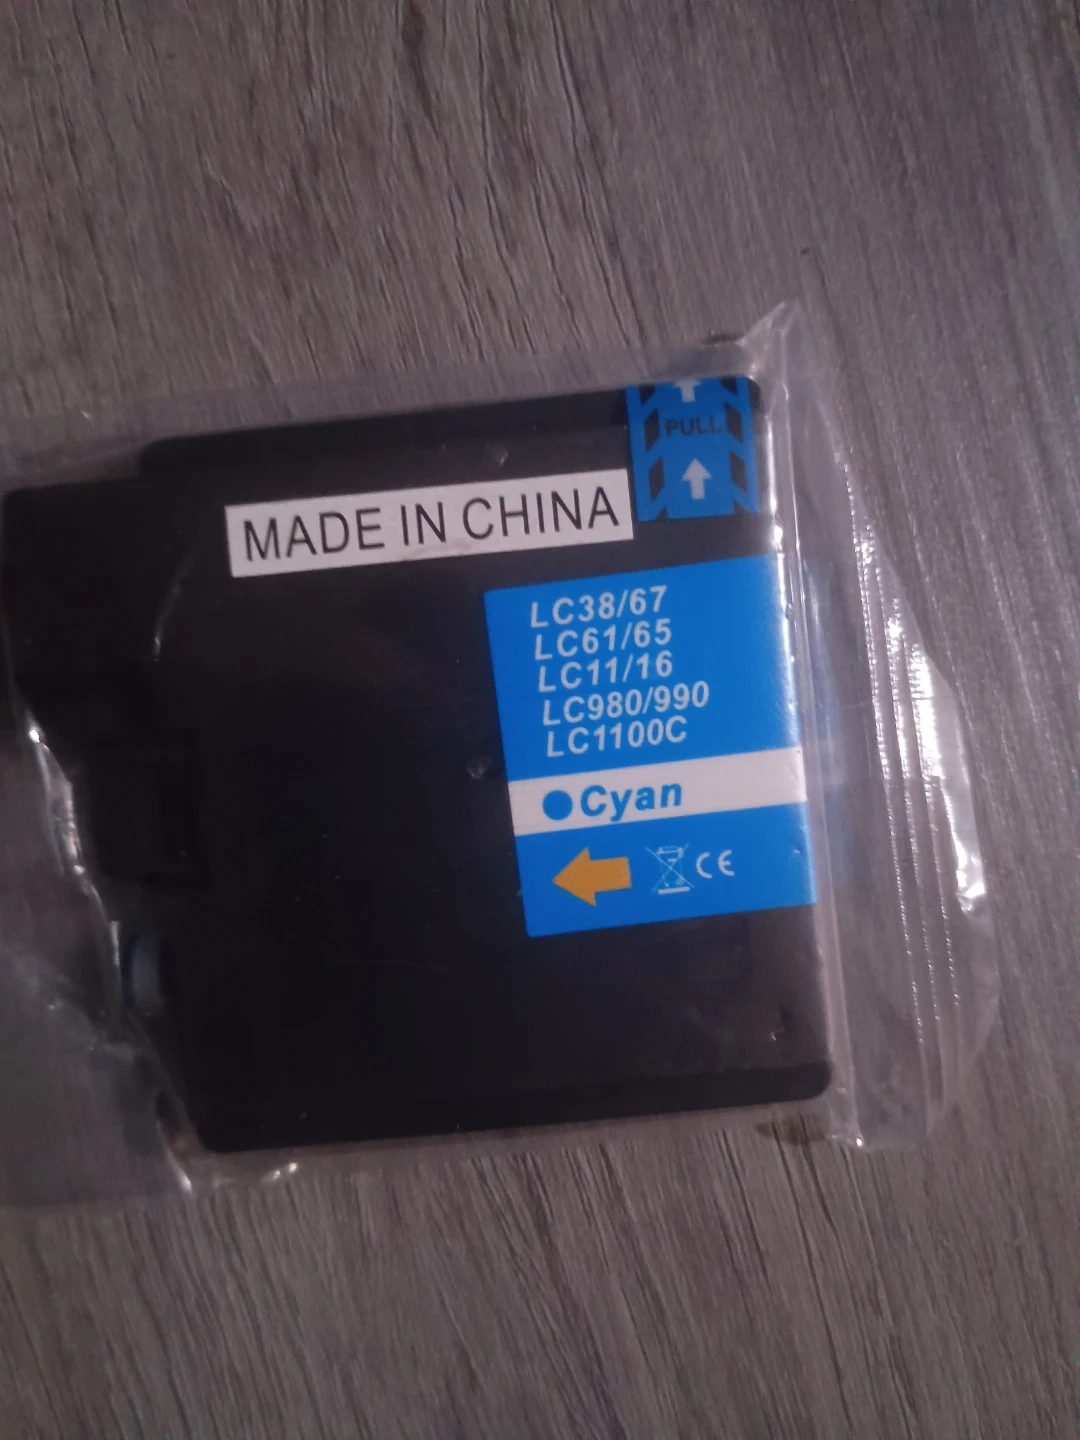 PULL
MADE IN CHINA
LC38/67
LC61/65
LC11/16
LC980/990
LC1100C
Cyan
CE